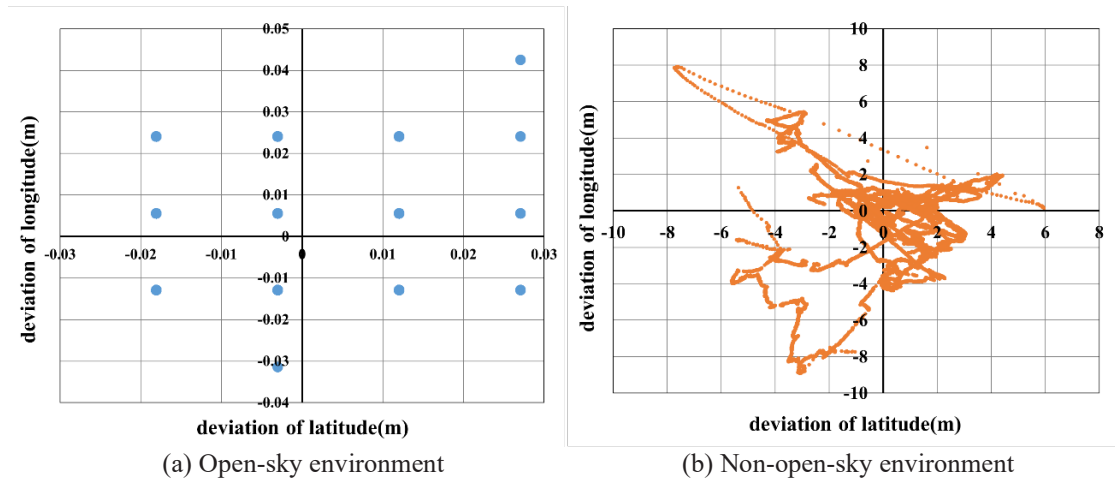 0.05
0.04
0.03
0.02
0.01
0
-0.01
-0.02
-0.03
-0.04
-0.03 -0.02 -0.01 0 0.01 0.02 0.03
deviation of longitude(m)
deviation of latitude(m)
(a) Open-sky environment
10
8
6
4
2
0
-2
-4
-6
-8
-10
-10 -8 -6 -4 -2 0 2 4 6 8
deviation of longitude(m)
deviation of latitude(m)
(b) Non-open-sky environment